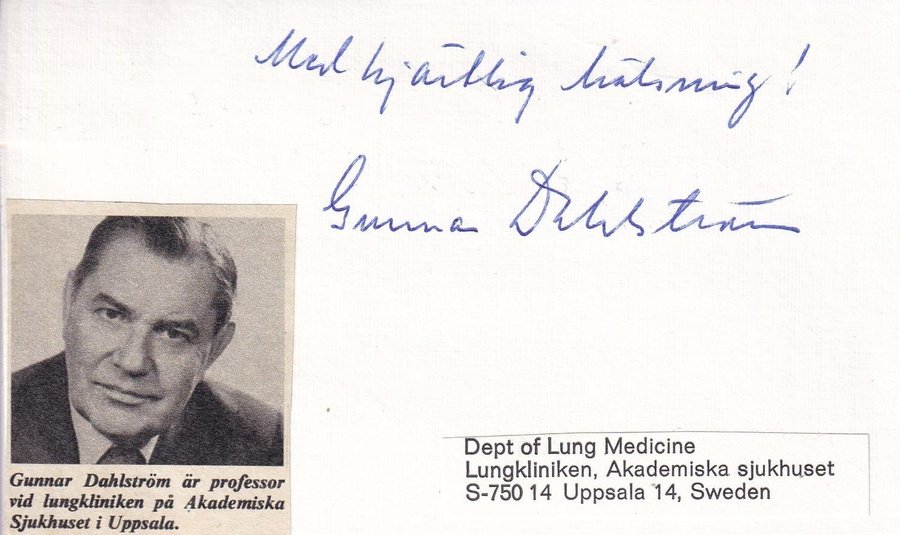 Med hjärtlig hälsning!
Gunnar Dahlström
Gunnar Dahlström är professor
vid lungkliniken på Akademiska
Sjukhuset i Uppsala.
Dept of Lung Medicine
Lungkliniken, Akademiska sjukhuset
S-750 14 Uppsala 14, Sweden